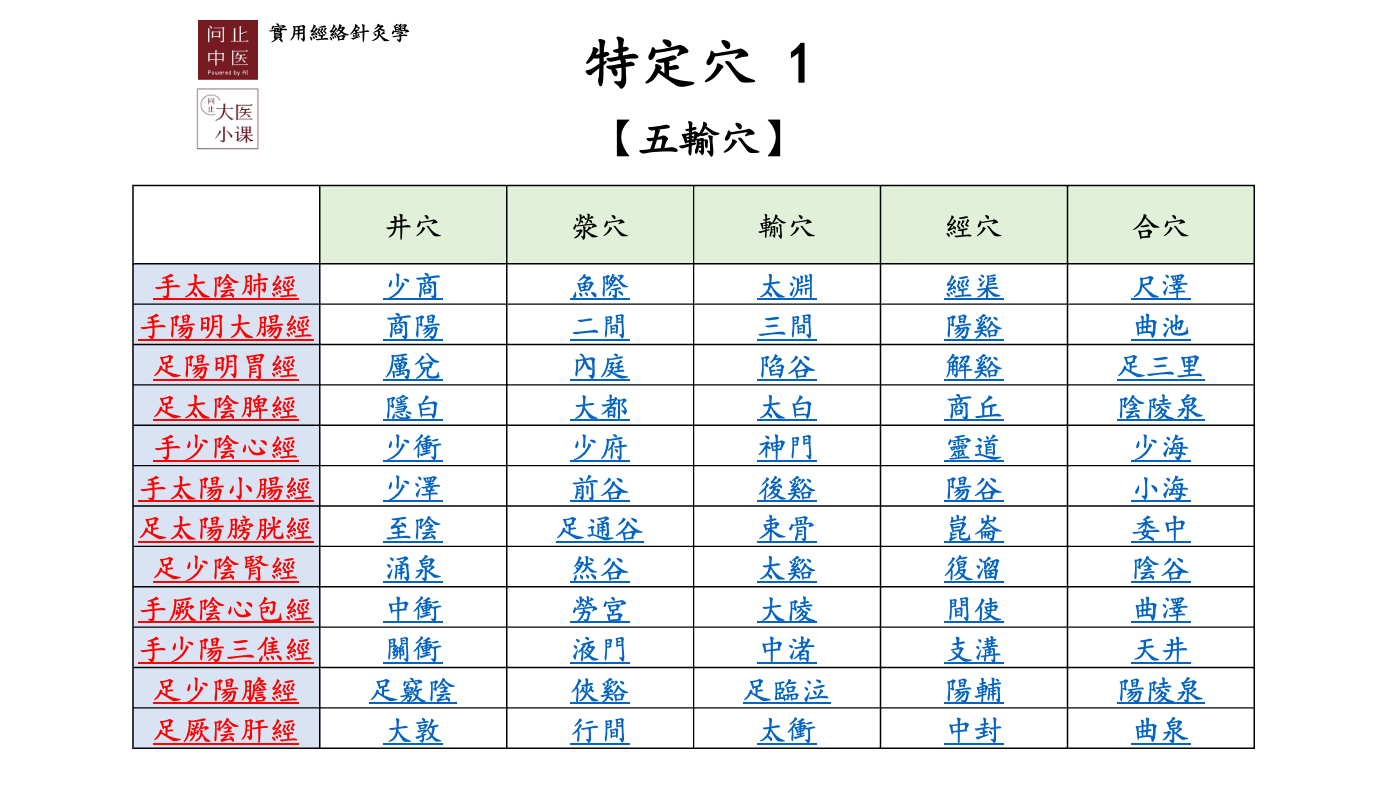 问止
中医
Powered by AI
實用經絡針灸學
问止
大医
小课
特定穴 1
【五輸穴】
井穴 滎穴 輸穴 經穴 合穴
手太陰肺經 少商 魚際 太淵 經渠 尺澤
手陽明大腸經 商陽 二間 三間 陽谿 曲池
足陽明胃經 厲兌 內庭 陷谷 解谿 足三里
足太陰脾經 隱白 大都 太白 商丘 陰陵泉
手少陰心經 少衝 少府 神門 靈道 少海
手太陽小腸經 少澤 前谷 後谿 陽谷 小海
足太陽膀胱經 至陰 足通谷 束骨 崑崙 委中
足少陰腎經 涌泉 然谷 太谿 復溜 陰谷
手厥陰心包經 中衝 勞宮 大陵 間使 曲澤
手少陽三焦經 關衝 液門 中渚 支溝 天井
足少陽膽經 足竅陰 俠谿 足臨泣 陽輔 陽陵泉
足厥陰肝經 大敦 行間 太衝 中封 曲泉